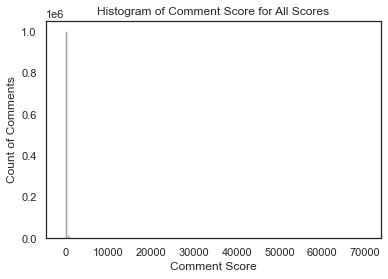 Histogram of Comment Score for All Scores
1e6
1.0
0.8
0.6
0.4
0.2
0.0
Count of Comments
0 10000 20000 30000 40000 50000 60000 70000
Comment Score